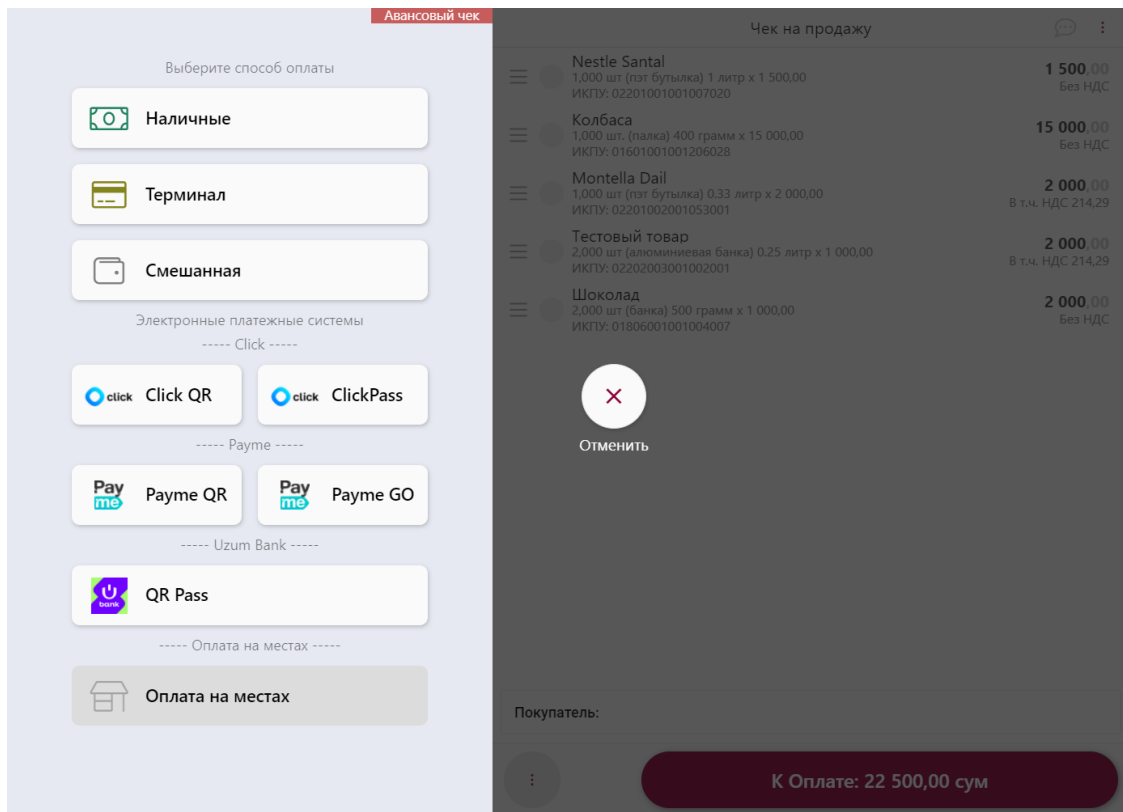 Авансовый чек
Выберите способ оплаты
Наличные
Терминал
Смешанная
Электронные платежные системы
----- Click -----
click Click QR
click ClickPass
----- Payme -----
Pay me Payme QR
Pay me Payme GO
----- Uzum Bank -----
bank QR Pass
----- Оплата на местах -----
Оплата на местах
Чек на продажу
Nestle Santal
1,000 шт (пэт бутылка) 1 литр x 1 500,00
ИКПУ: 02201001001007020
1 500,00
Без НДС
Колбаса
1,000 шт. (палка) 400 грамм x 15 000,00
ИКПУ: 01601001001206028
15 000,00
Без НДС
Montella Dail
1,000 шт (пэт бутылка) 0.33 литр x 2 000,00
ИКПУ: 02201002001053001
2 000,00
В т.ч. НДС 214,29
Тестовый товар
2,000 шт (алюминиевая банка) 0.25 литр x 1 000,00
ИКПУ: 02202003001002001
2 000,00
В т.ч. НДС 214,29
Шоколад
2,000 шт (банка) 500 грамм x 1 000,00
ИКПУ: 01806001001004007
2 000,00
Без НДС
Отменить
Покупатель:
К Оплате: 22 500,00 сум